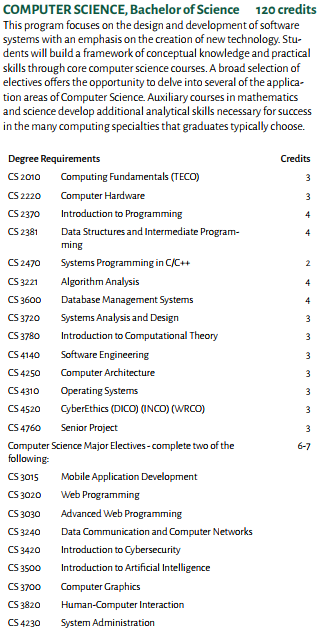 COMPUTER SCIENCE, Bachelor of Science 120 credits
This program focuses on the design and development of software
systems with an emphasis on the creation of new technology. Stu-
dents will build a framework of conceptual knowledge and practical
skills through core computer science courses. A broad selection of
electives offers the opportunity to delve into several of the applica-
tion areas of Computer Science. Auxiliary courses in mathematics
and science develop additional analytical skills necessary for success
in the many computing specialties that graduates typically choose.
Degree Requirements Credits
CS 2010 Computing Fundamentals (TECO) 3
CS 2220 Computer Hardware 3
CS 2370 Introduction to Programming 4
CS 2381 Data Structures and Intermediate Program- 4
ming
CS 2470 Systems Programming in C/C++ 2
CS 3221 Algorithm Analysis 4
CS 3600 Database Management Systems 4
CS 3720 Systems Analysis and Design 3
CS 3780 Introduction to Computational Theory 3
CS 4140 Software Engineering 3
CS 4250 Computer Architecture 3
CS 4310 Operating Systems 3
CS 4520 CyberEthics (DICO) (INCO) (WRCO) 3
CS 4760 Senior Project 3
Computer Science Major Electives - complete two of the 6-7
following:
CS 3015 Mobile Application Development
CS 3020 Web Programming
CS 3030 Advanced Web Programming
CS 3240 Data Communication and Computer Networks
CS 3420 Introduction to Cybersecurity
CS 3500 Introduction to Artificial Intelligence
CS 3700 Computer Graphics
CS 3820 Human-Computer Interaction
CS 4230 System Administration